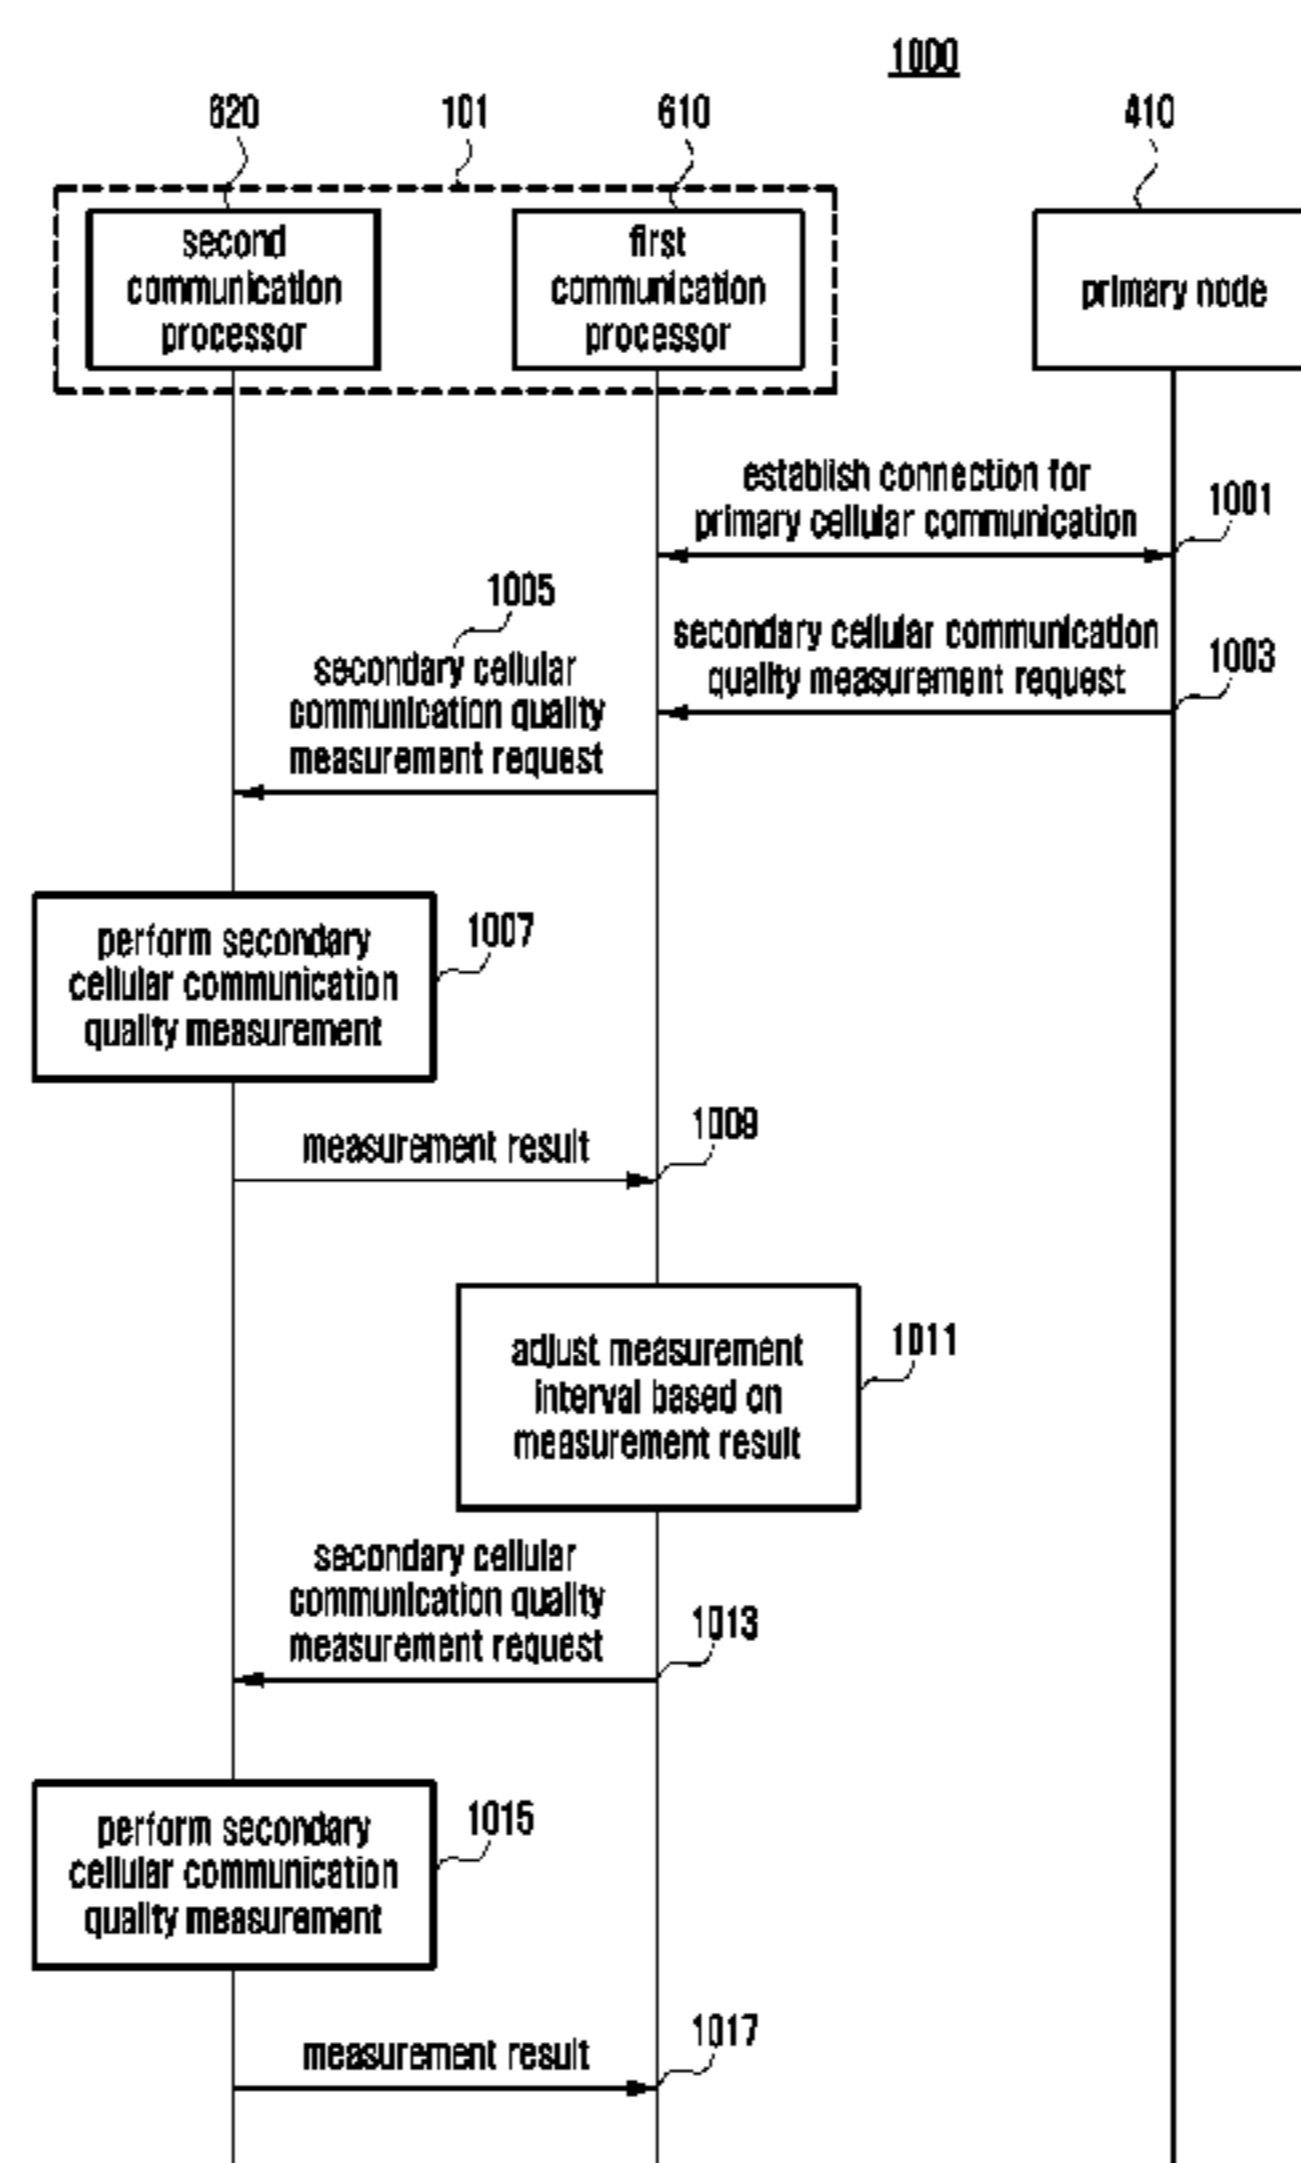 1000
620
101
610
410
second
communication
processor
first
communication
processor
primary node
establish connection for
primary cellular communication
1001
1005
secondary cellular communication
quality measurement request
1003
secondary cellular
communication quality
measurement request
perform secondary
cellular communication
quality measurement
1007
measurement result
1009
adjust measurement
interval based on
measurement result
1011
secondary cellular
communication quality
measurement request
1013
perform secondary
cellular communication
quality measurement
1015
measurement result
1017